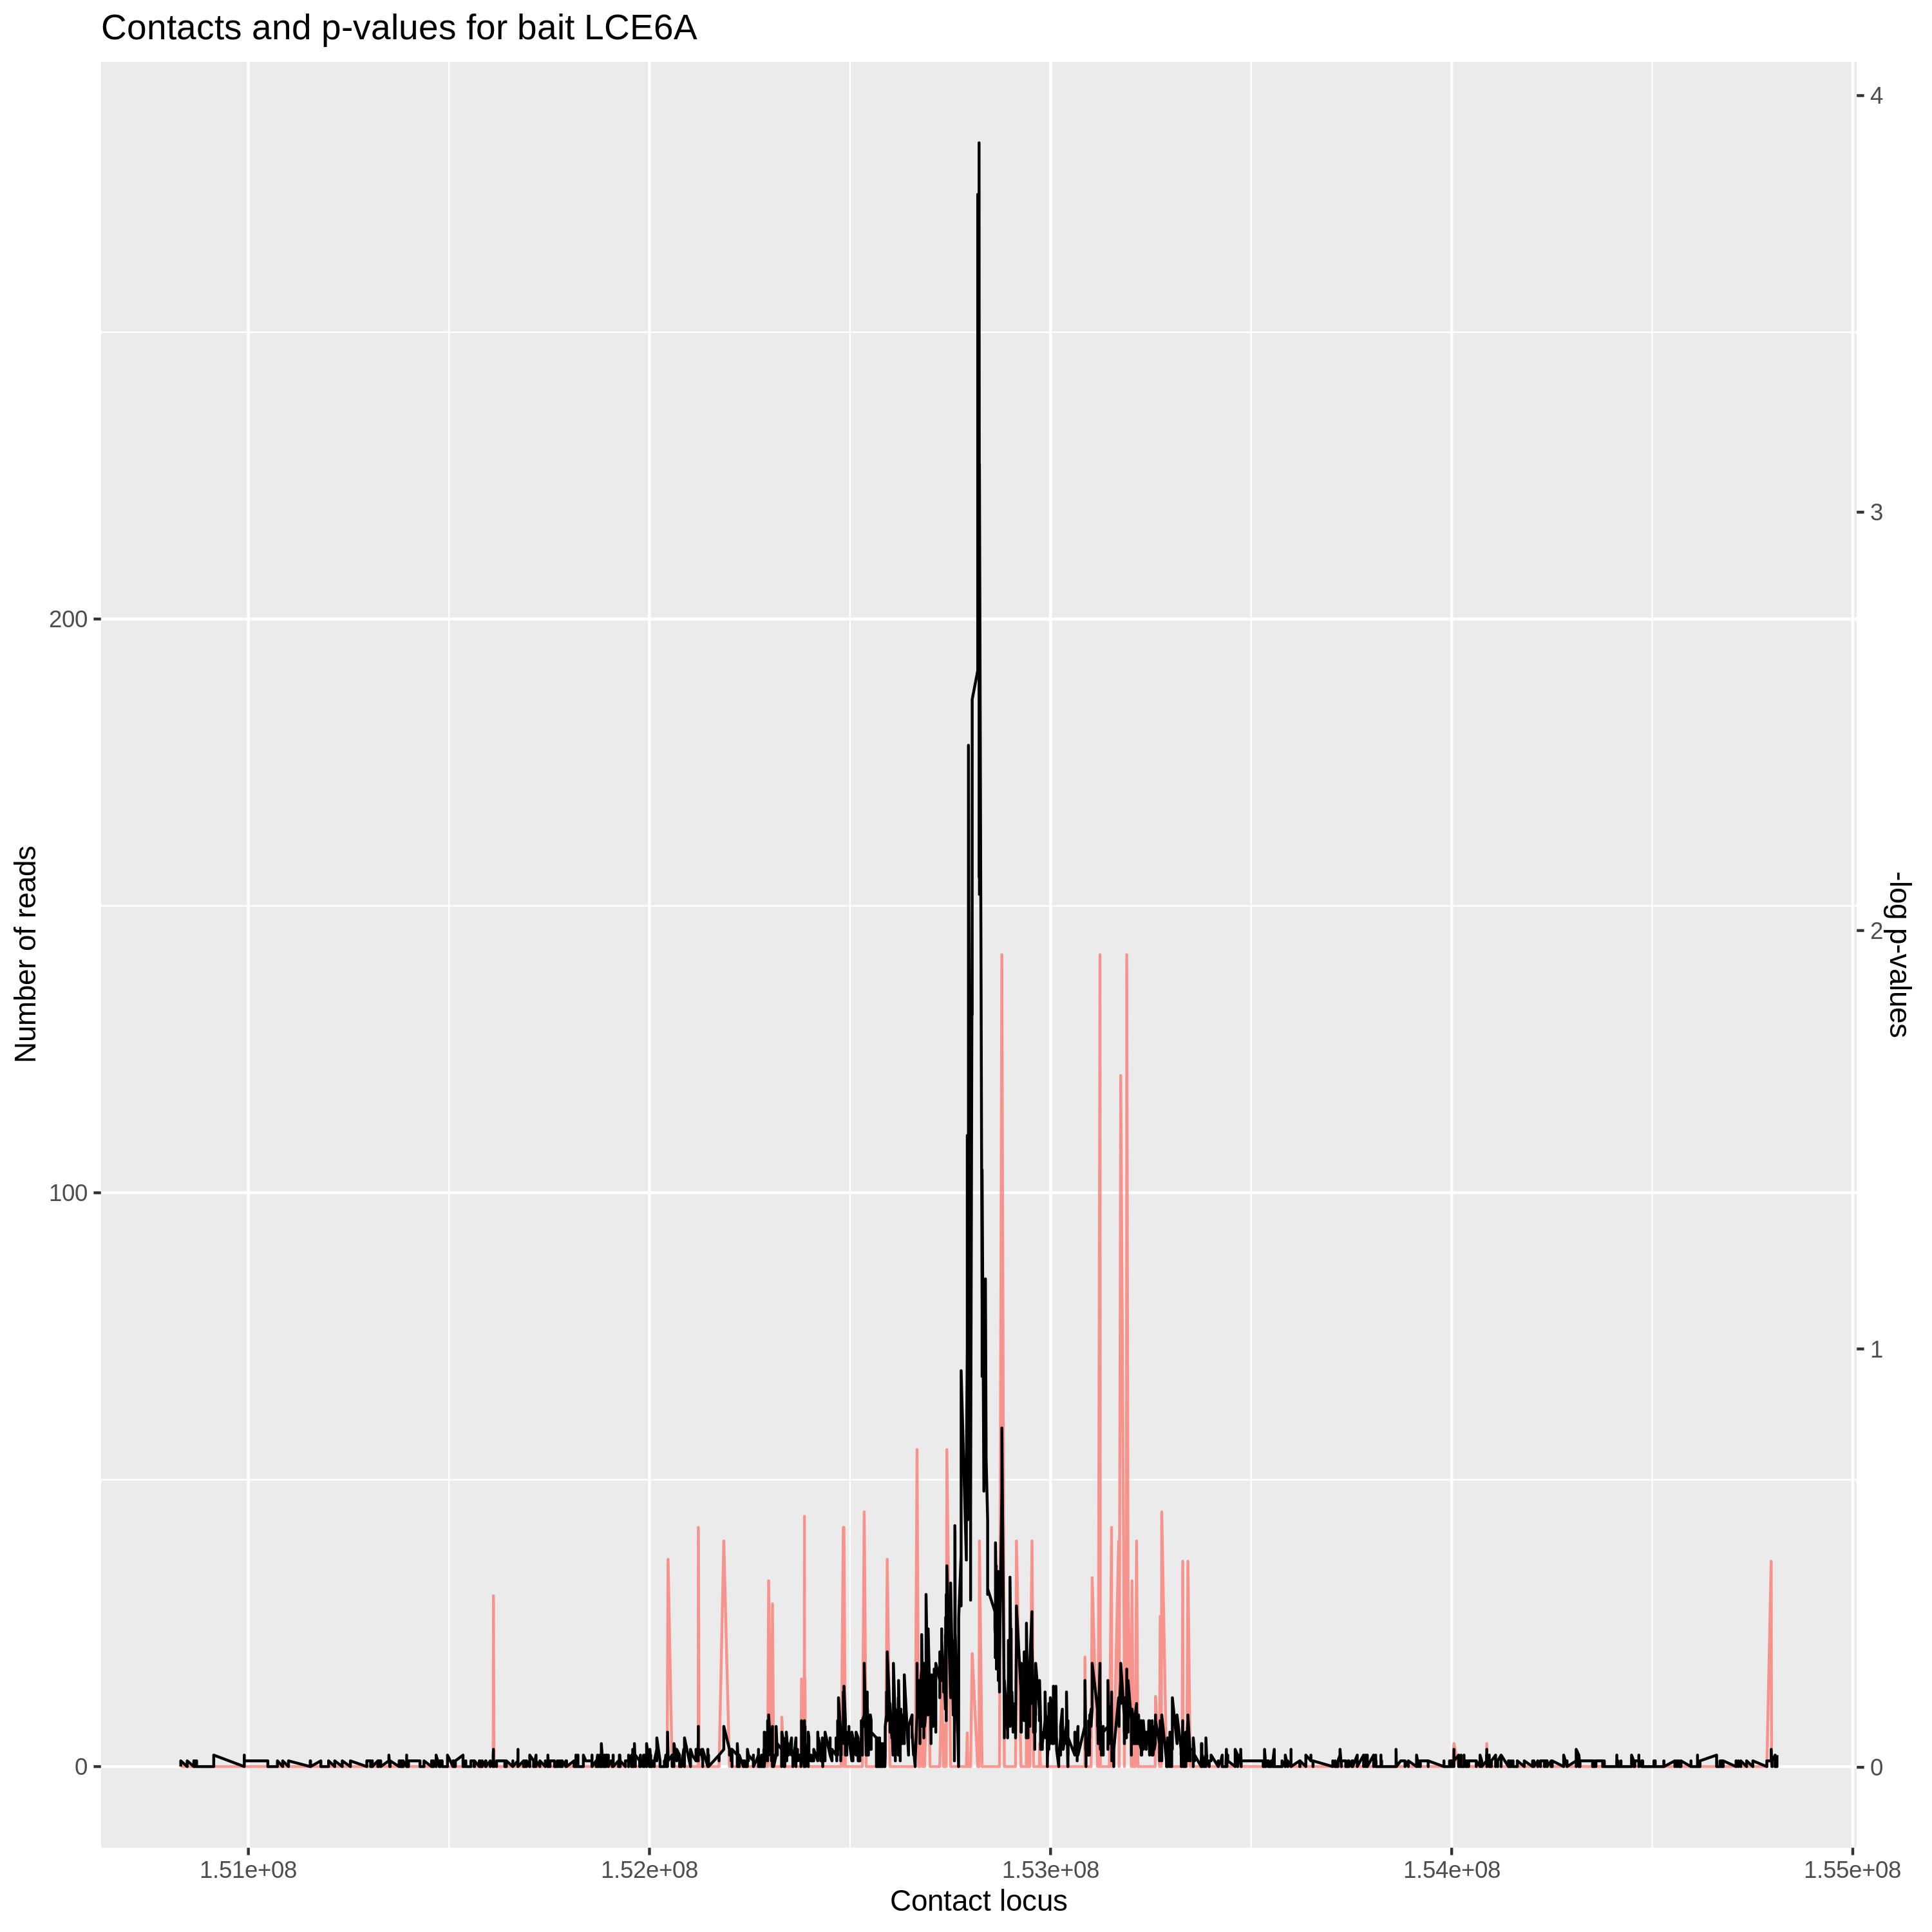 Contacts and p-values for bait LCE6A
Number of reads
200
100
0
4
3
2
1
0
-log p-values
1.51e+08
1.52e+08
1.53e+08
1.54e+08
1.55e+08
Contact locus